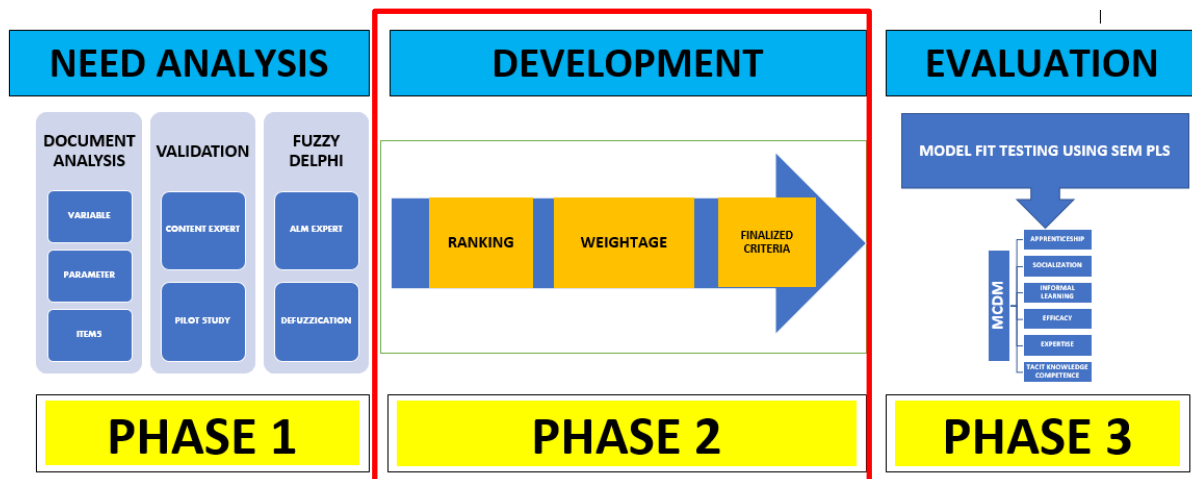 NEED ANALYSIS
DOCUMENT
ANALYSIS
VARIABLE
PARAMETER
ITEMS
VALIDATION
CONTENT EXPERT
PILOT STUDY
FUZZY
DELPHI
ALM EXPERT
DEFUZZICATION
PHASE 1
DEVELOPMENT
RANKING
WEIGHTAGE
FINALIZED
CRITERIA
PHASE 2
EVALUATION
MODEL FIT TESTING USING SEM PLS
MCDM
APPRENTICESHIP
SOCIALIZATION
INFORMAL
LEARNING
EFFICACY
EXPERTISE
TACIT KNOWLEDGE
COMPETENCE
PHASE 3